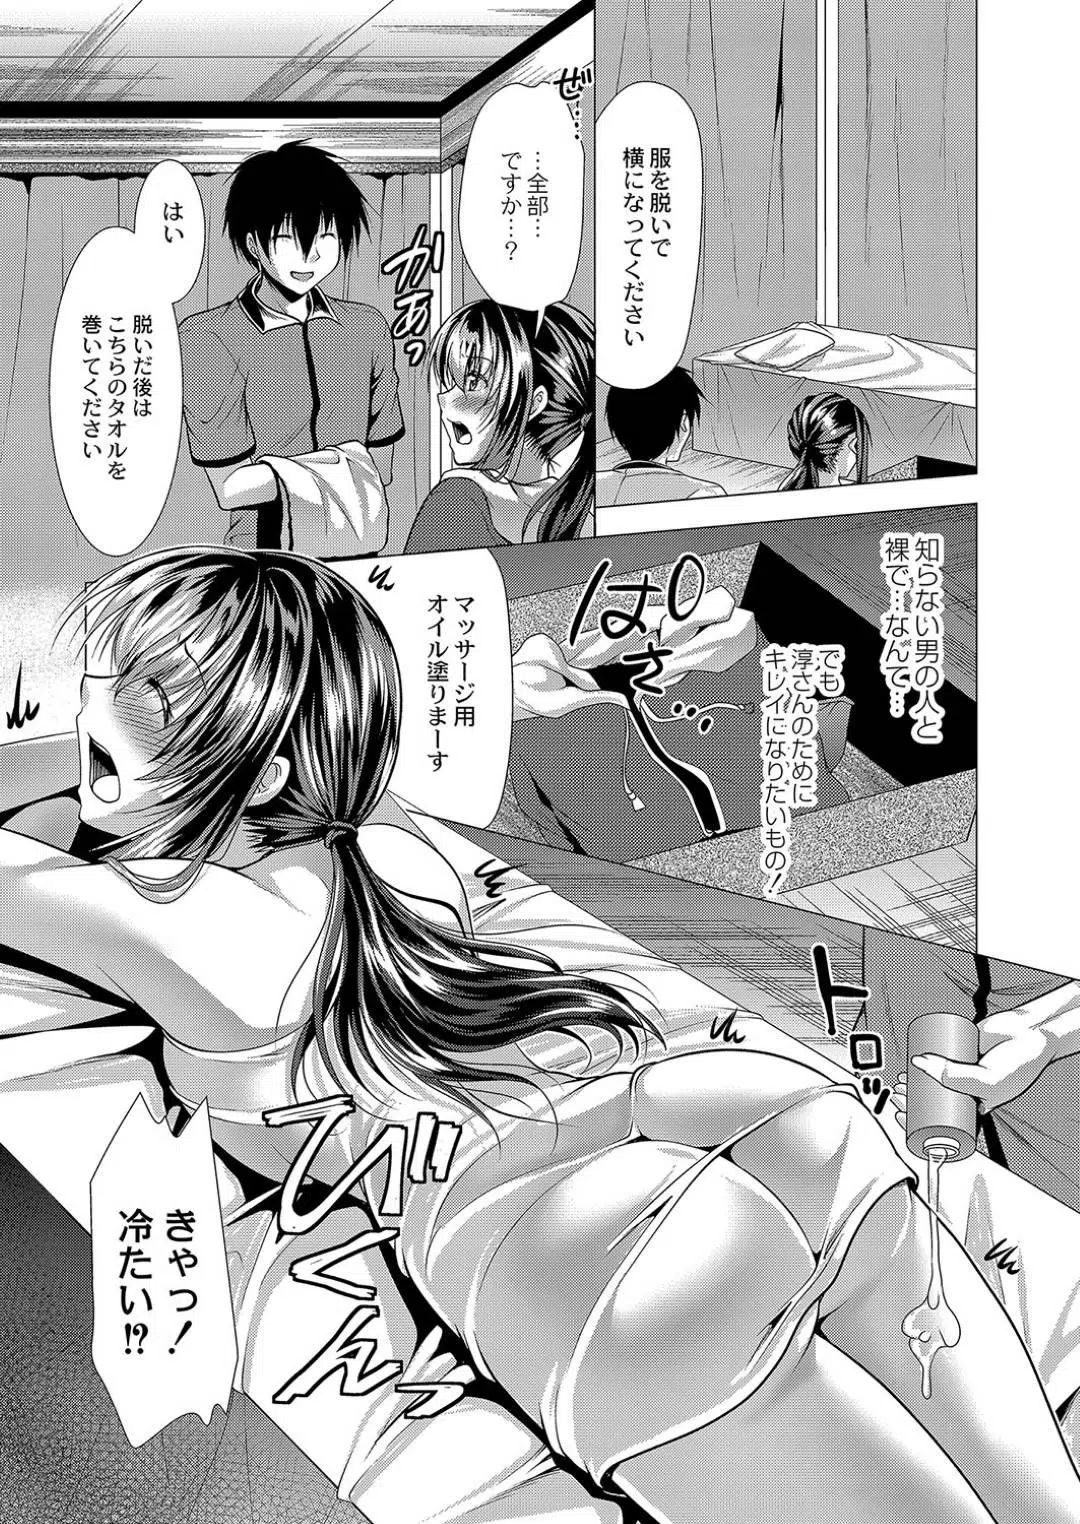 服を脱いで
横になってください
ぜ…
…全部…
ですか…?
かあっ
はい
脱いだ後は
こちらのタオルを
巻いてください
知らない男の人と
裸で…なんて…
でも
淳さんのために
キレイになりたいもの!
ぱさ…
マッサージ用
オイル塗りまーす
トロッ
びくんっ
きゃっ!
冷たい!?